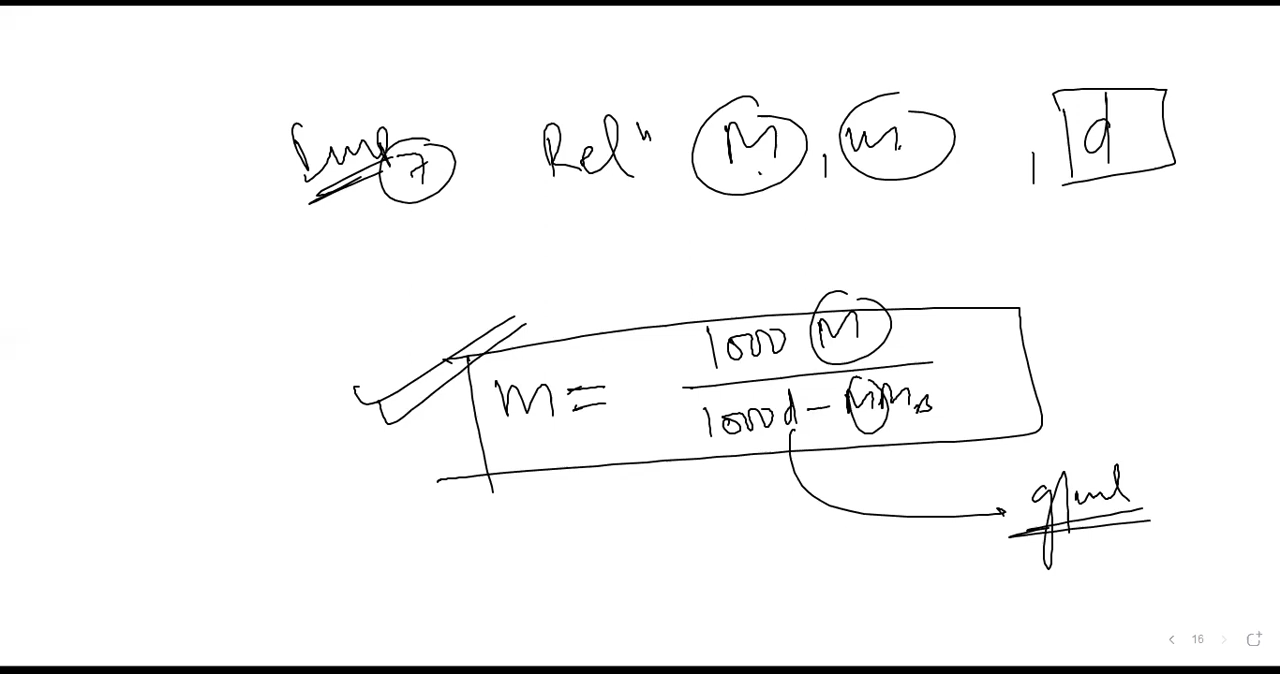 Imp 7 Relⁿ M, m, d
m = 1000 M / 1000d - MM_B
g/ml
16